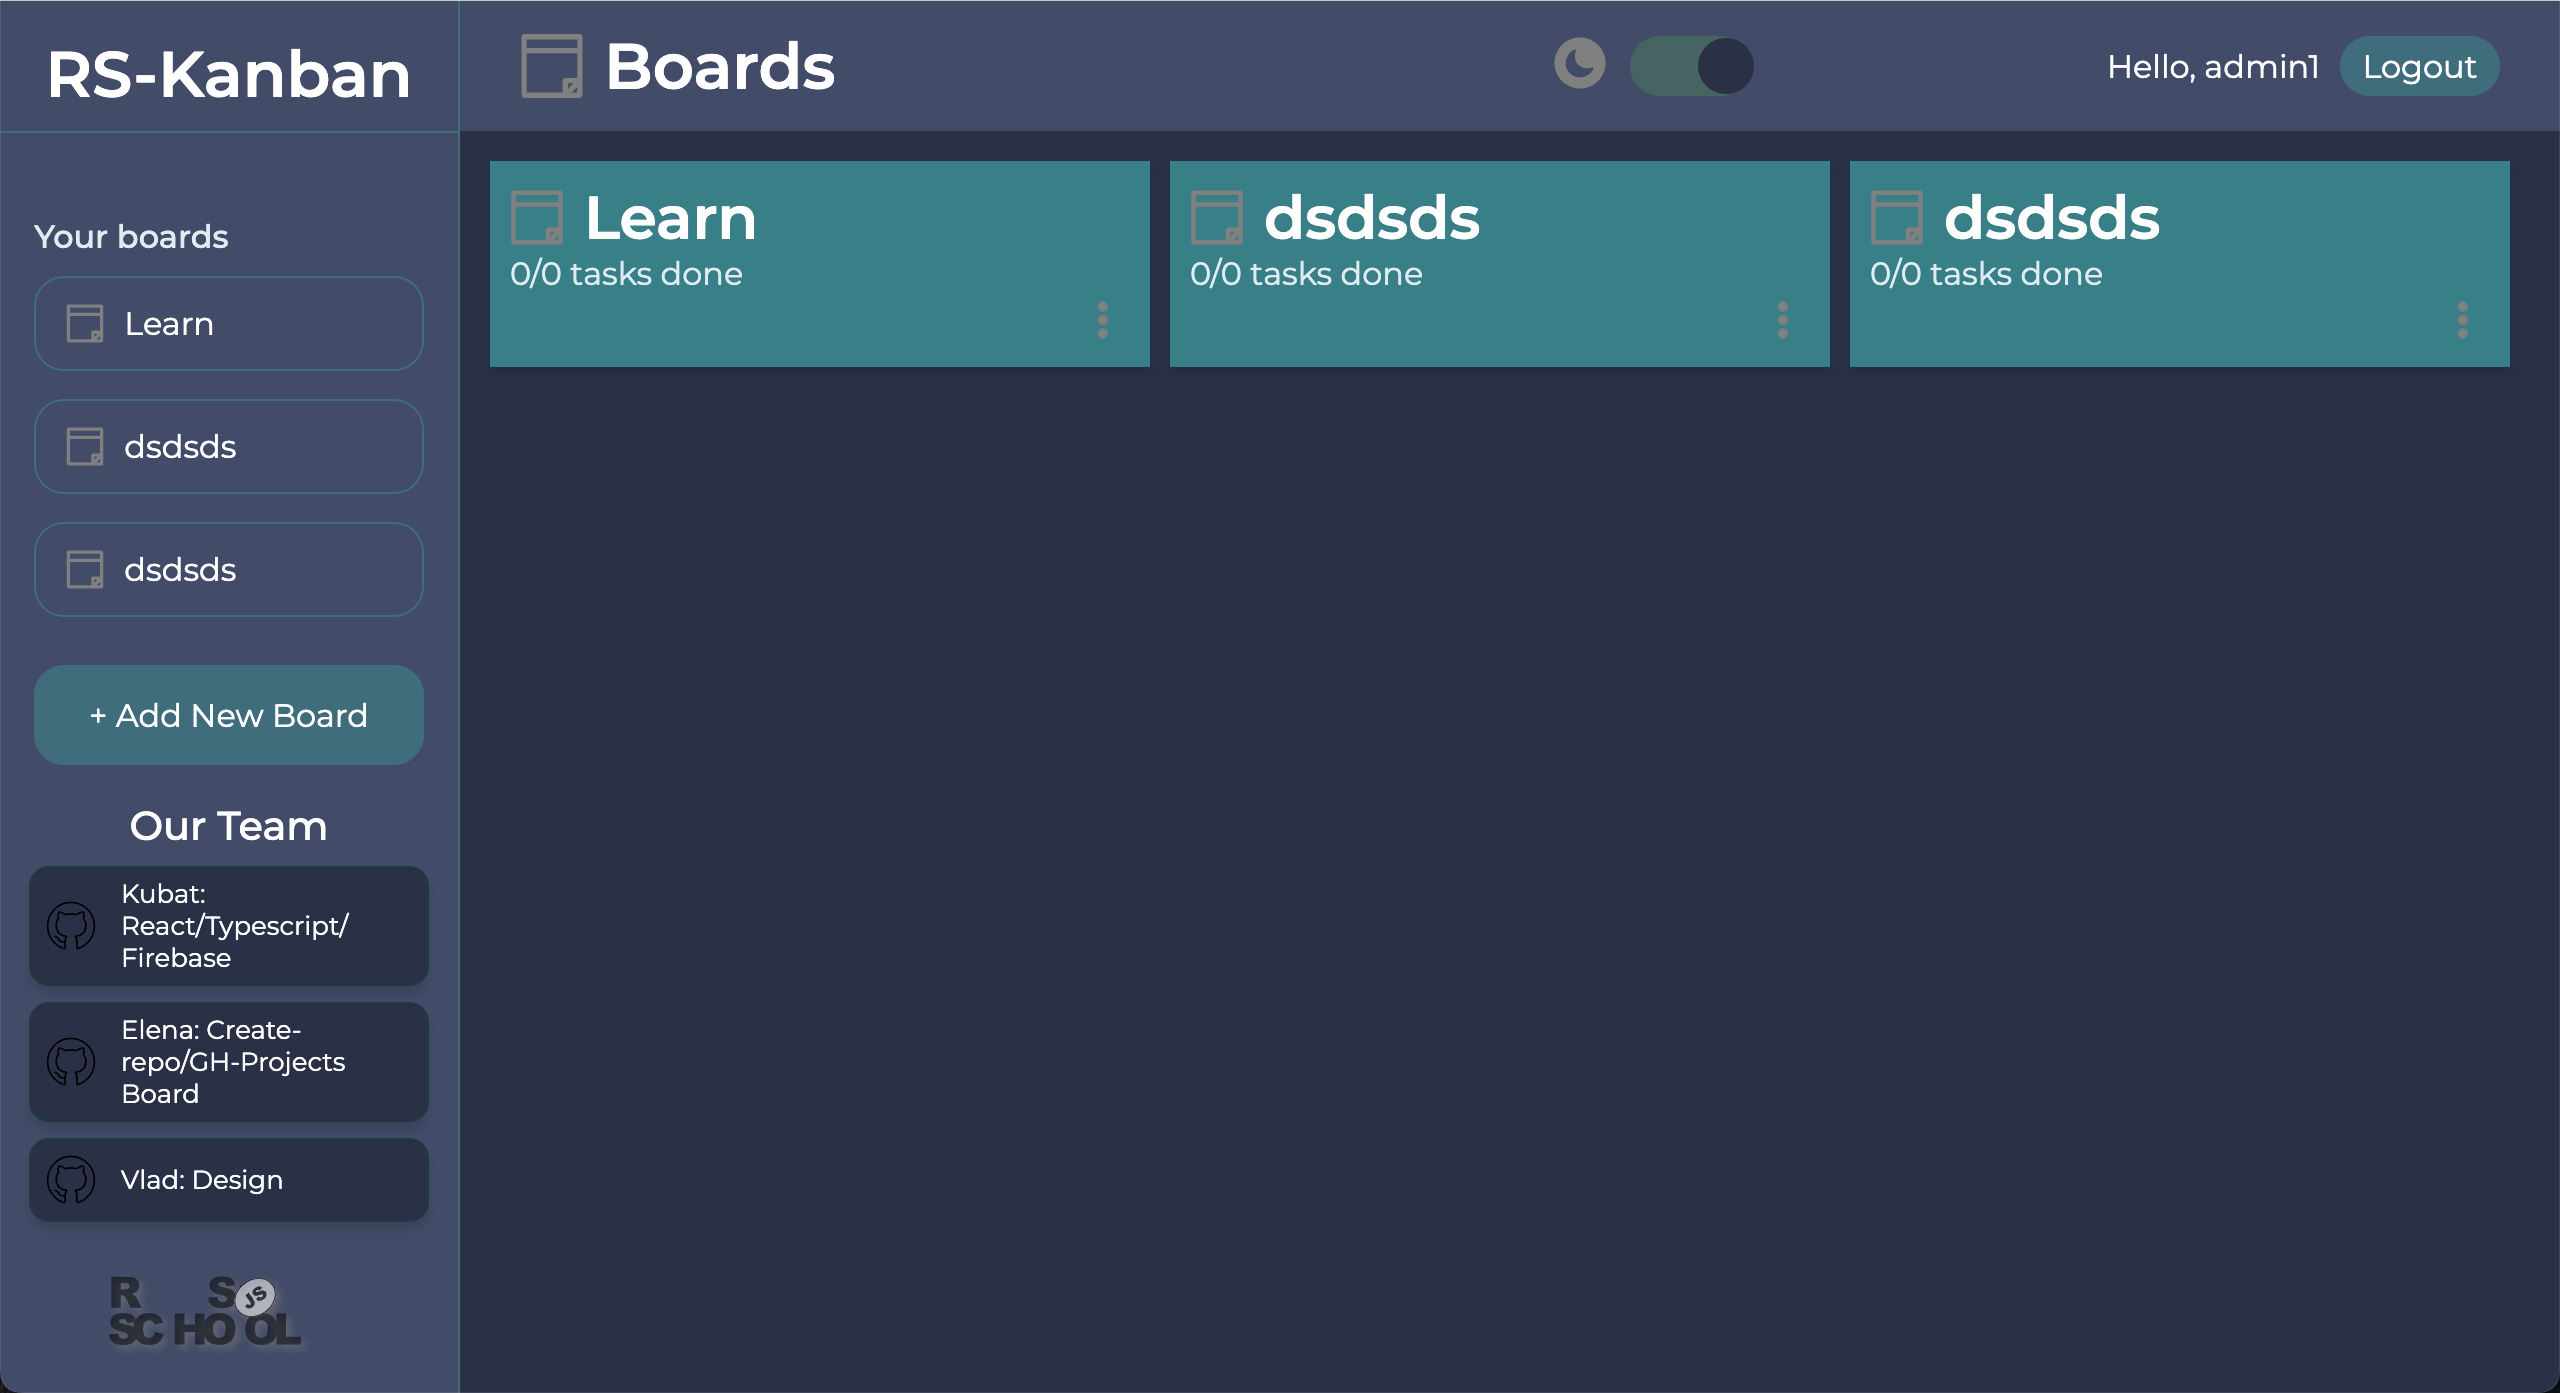 RS-Kanban
Boards
Hello, admin1
Logout
Your boards
Learn
dsdsds
dsdsds
+ Add New Board
Our Team
Kubat:
React/Typescript/
Firebase
Elena: Create-
repo/GH-Projects
Board
Vlad: Design
R S JS
SCHOOL
Learn
0/0 tasks done
dsdsds
0/0 tasks done
dsdsds
0/0 tasks done